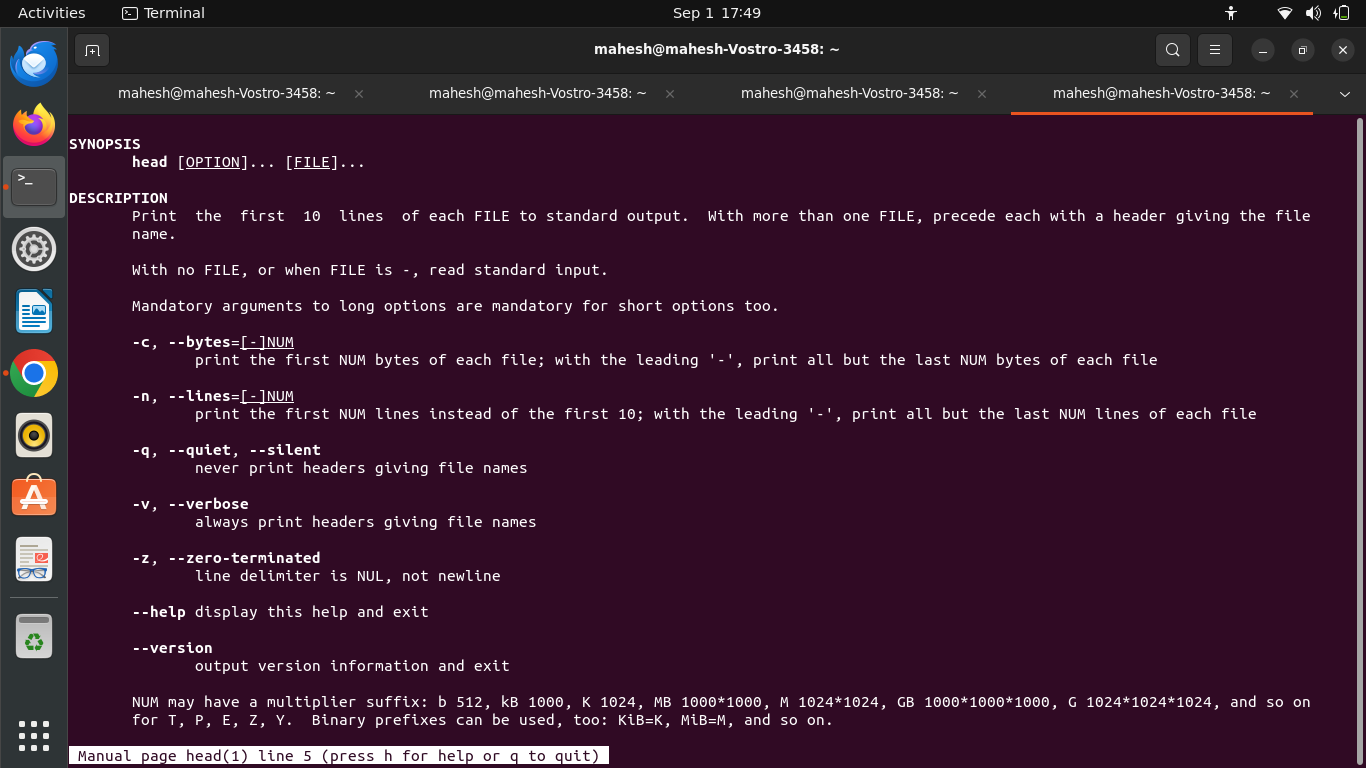 Activities Terminal Sep 1 17:49
mahesh@mahesh-Vostro-3458: ~
mahesh@mahesh-Vostro-3458: ~ mahesh@mahesh-Vostro-3458: ~ mahesh@mahesh-Vostro-3458: ~ mahesh@mahesh-Vostro-3458: ~
SYNOPSIS
head [OPTION]... [FILE]...
DESCRIPTION
Print  the  first  10  lines  of each FILE to standard output.  With more than one FILE, precede each with a header giving the file
name.
With no FILE, or when FILE is -, read standard input.
Mandatory arguments to long options are mandatory for short options too.
-c, --bytes=[-]NUM
print the first NUM bytes of each file; with the leading '-', print all but the last NUM bytes of each file
-n, --lines=[-]NUM
print the first NUM lines instead of the first 10; with the leading '-', print all but the last NUM lines of each file
-q, --quiet, --silent
never print headers giving file names
-v, --verbose
always print headers giving file names
-z, --zero-terminated
line delimiter is NUL, not newline
--help display this help and exit
--version
output version information and exit
NUM may have a multiplier suffix: b 512, kB 1000, K 1024, MB 1000*1000, M 1024*1024, GB 1000*1000*1000, G 1024*1024*1024, and so on
for T, P, E, Z, Y.  Binary prefixes can be used, too: KiB=K, MiB=M, and so on.
Manual page head(1) line 5 (press h for help or q to quit)